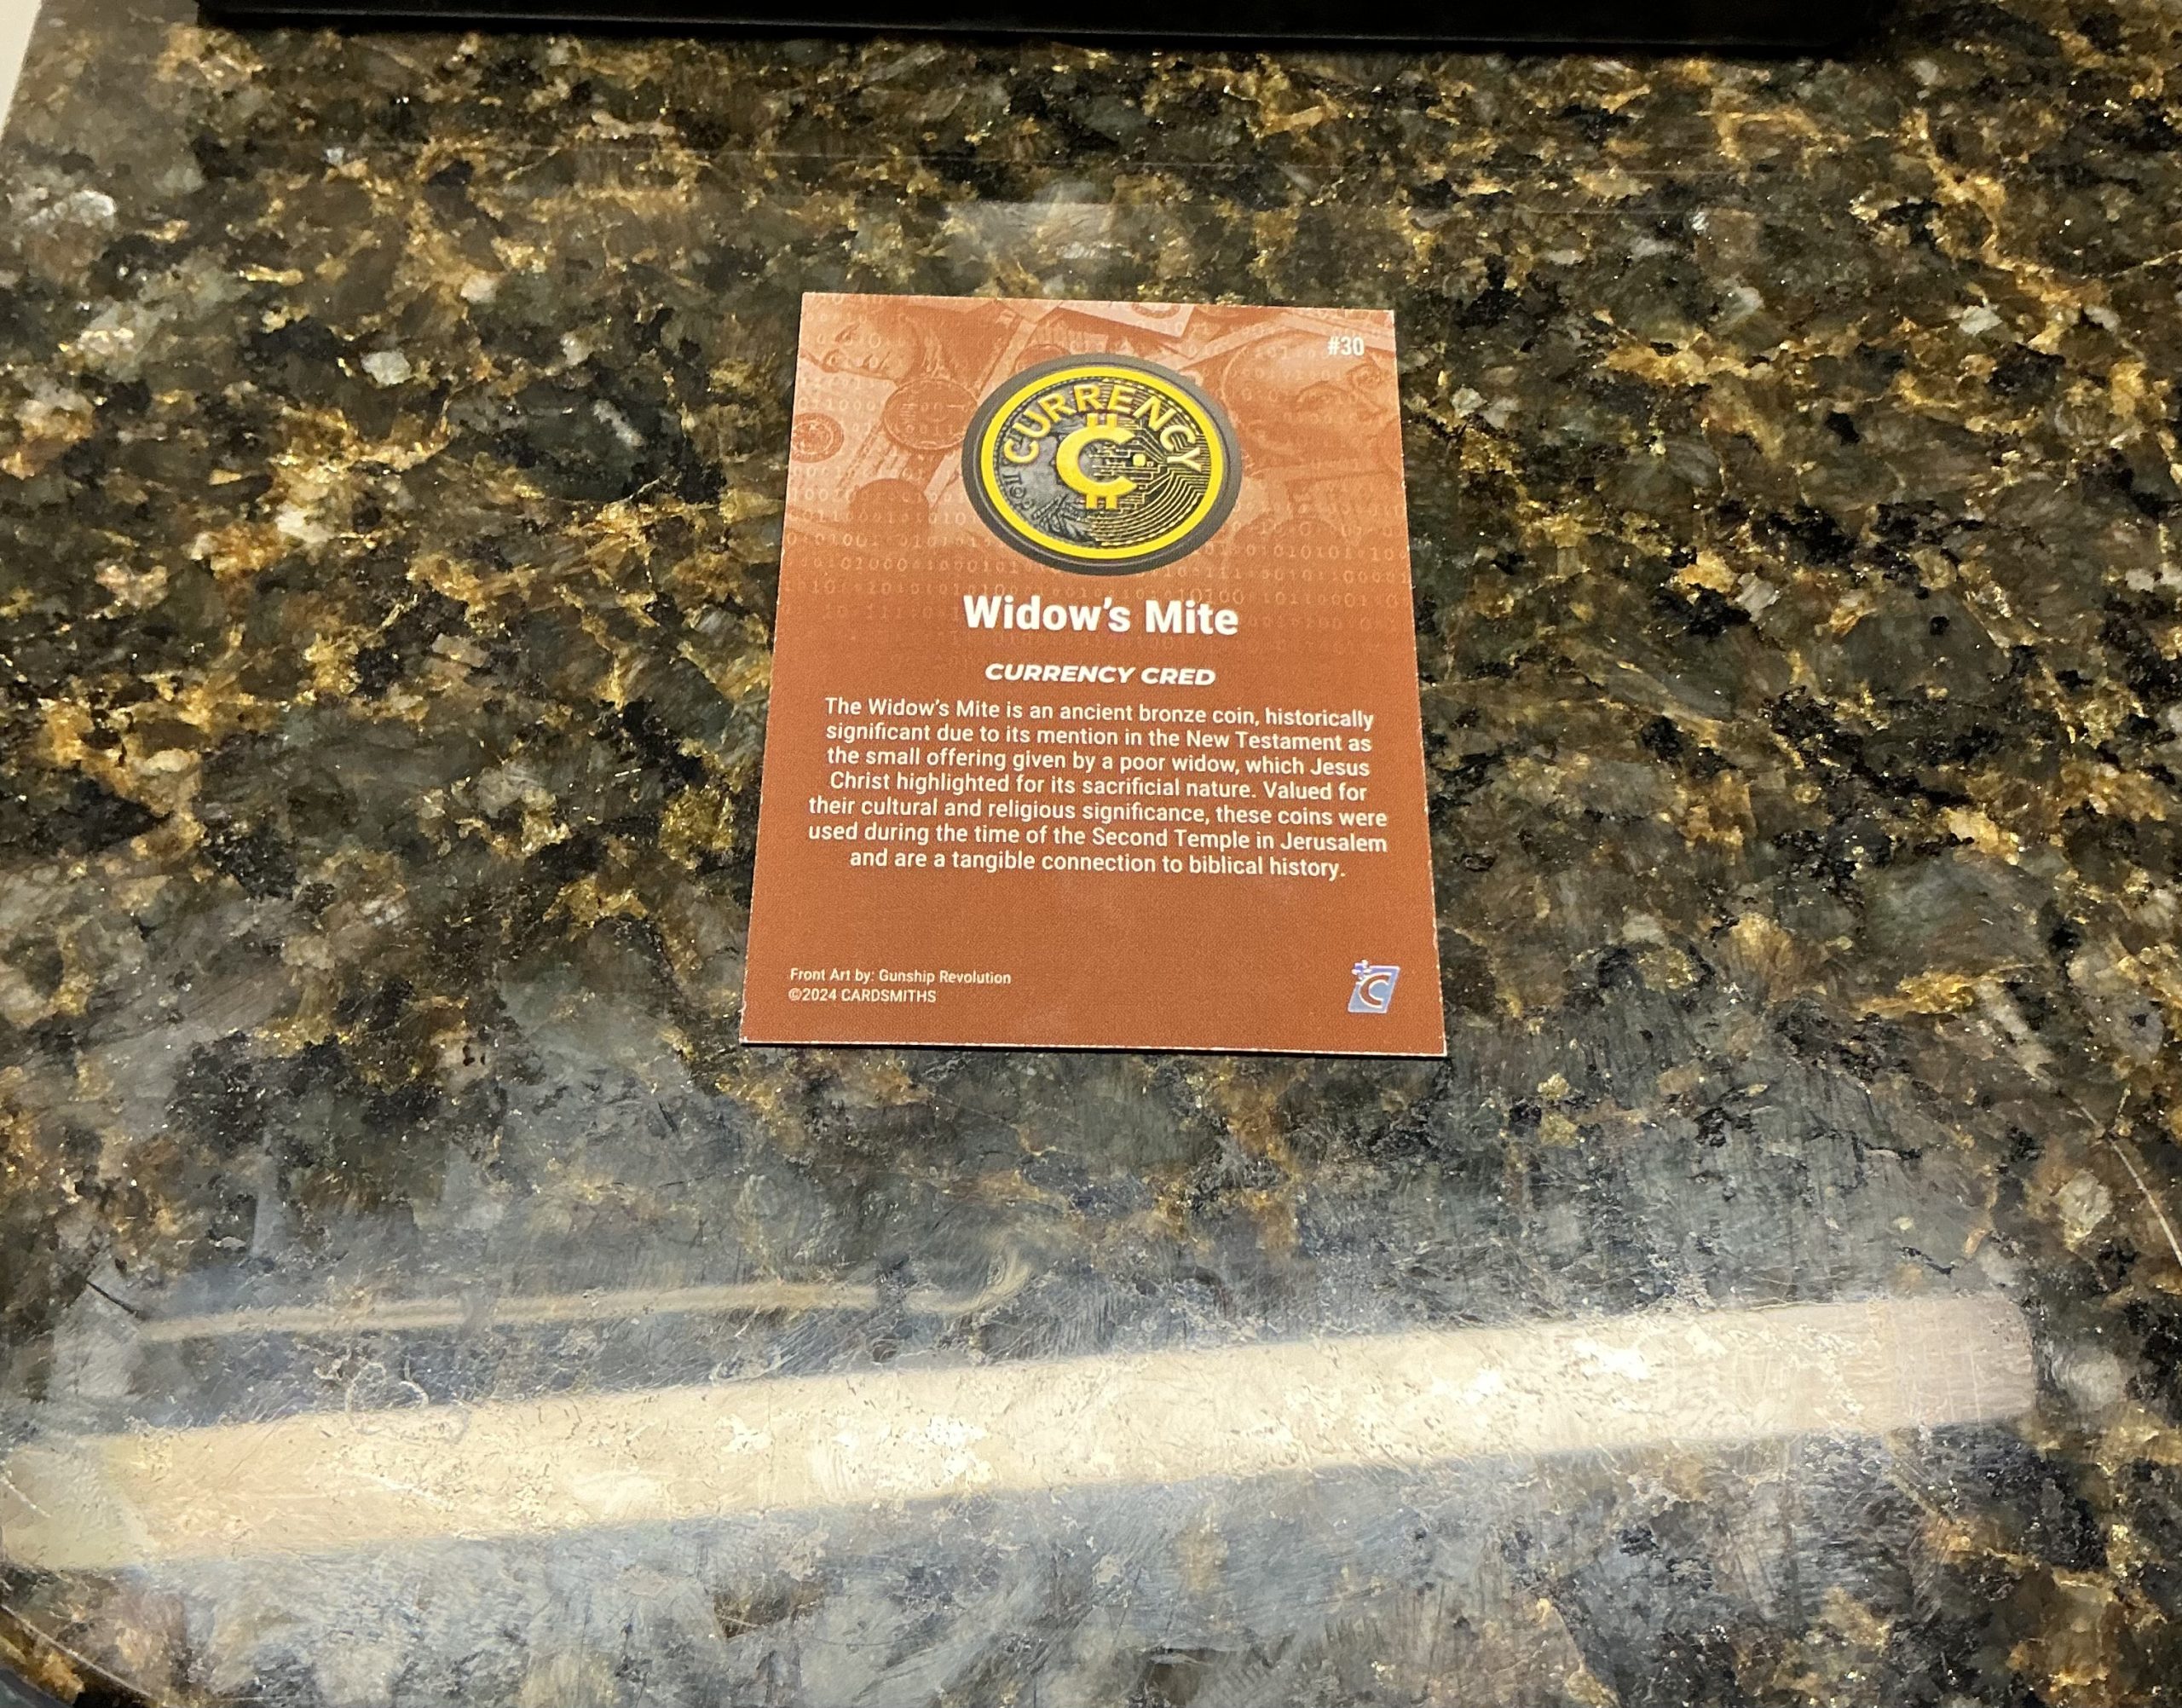 #30
CURRENCY
Widow's Mite
CURRENCY CRED
The Widow's Mite is an ancient bronze coin, historically
significant due to its mention in the New Testament as
the small offering given by a poor widow, which Jesus
Christ highlighted for its sacrificial nature. Valued for
their cultural and religious significance, these coins were
used during the time of the Second Temple in Jerusalem
and are a tangible connection to biblical history.
Front Art by: Gunship Revolution
©2024 CARDSMITHS